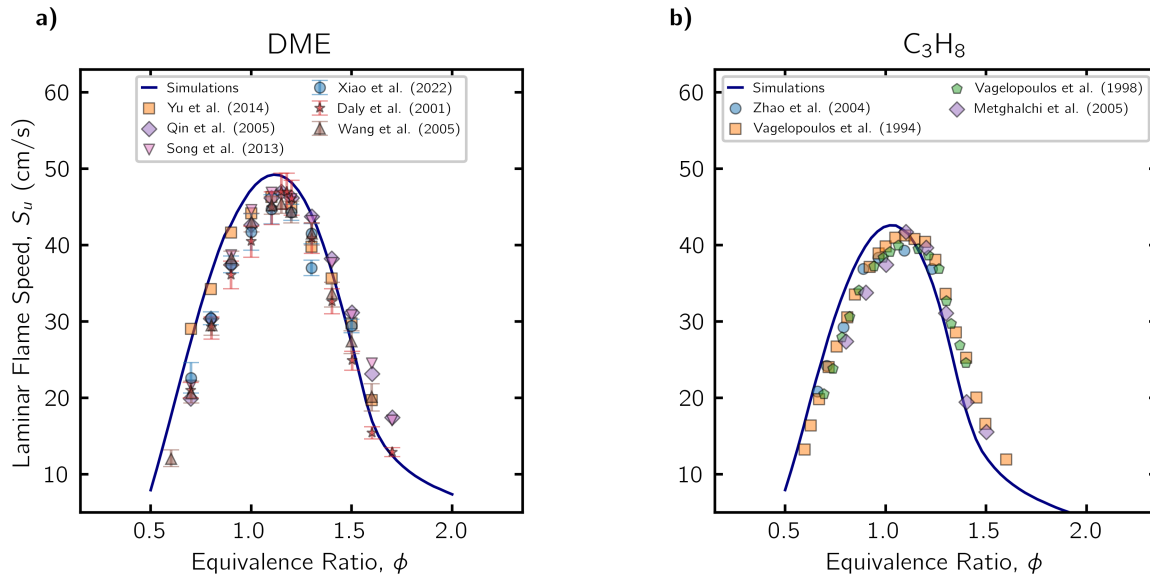 a)
DME
Laminar Flame Speed, S_u (cm/s)
60
50
40
30
20
10
Simulations
Yu et al. (2014)
Qin et al. (2005)
Song et al. (2013)
Xiao et al. (2022)
Daly et al. (2001)
Wang et al. (2005)
0.5 1.0 1.5 2.0
Equivalence Ratio, ϕ
b)
C₃H₈
60
50
40
30
20
10
Simulations
Zhao et al. (2004)
Vagelopoulos et al. (1994)
Vagelopoulos et al. (1998)
Metghalchi et al. (2005)
0.5 1.0 1.5 2.0
Equivalence Ratio, ϕ